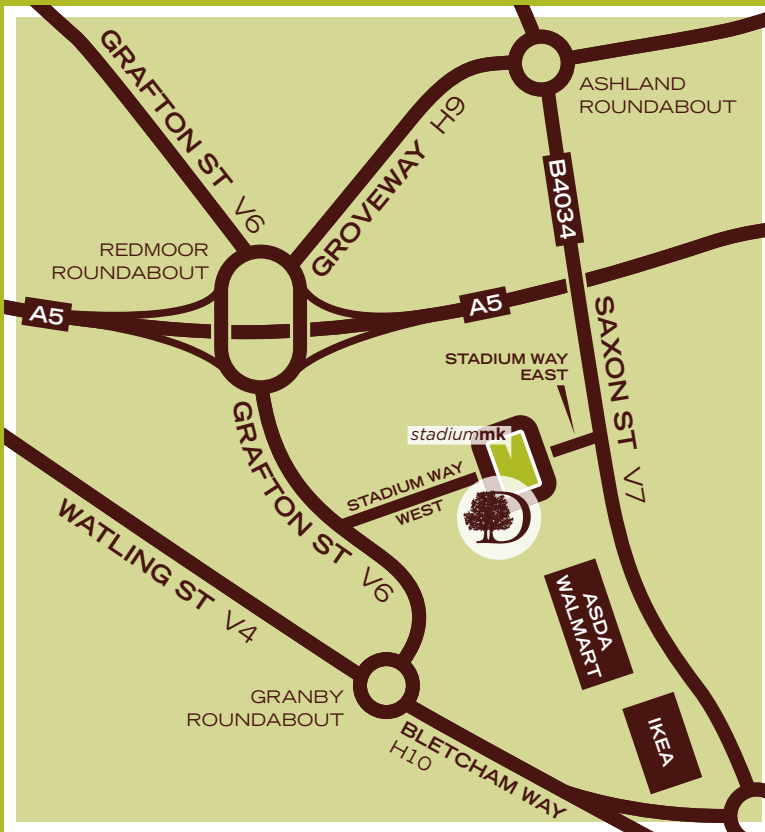 GRAFTON ST V6
ASHLAND
ROUNDABOUT
GROVEWAY H9
B4034
REDMOOR
ROUNDABOUT
A5
A5
SAXON ST V7
STADIUM WAY
EAST
stadiummk
GRAFTON ST V6
STADIUM WAY
WEST
D
WATLING ST V4
ASDA
WALMART
GRANBY
ROUNDABOUT
IKEA
BLETCHAM WAY
H10